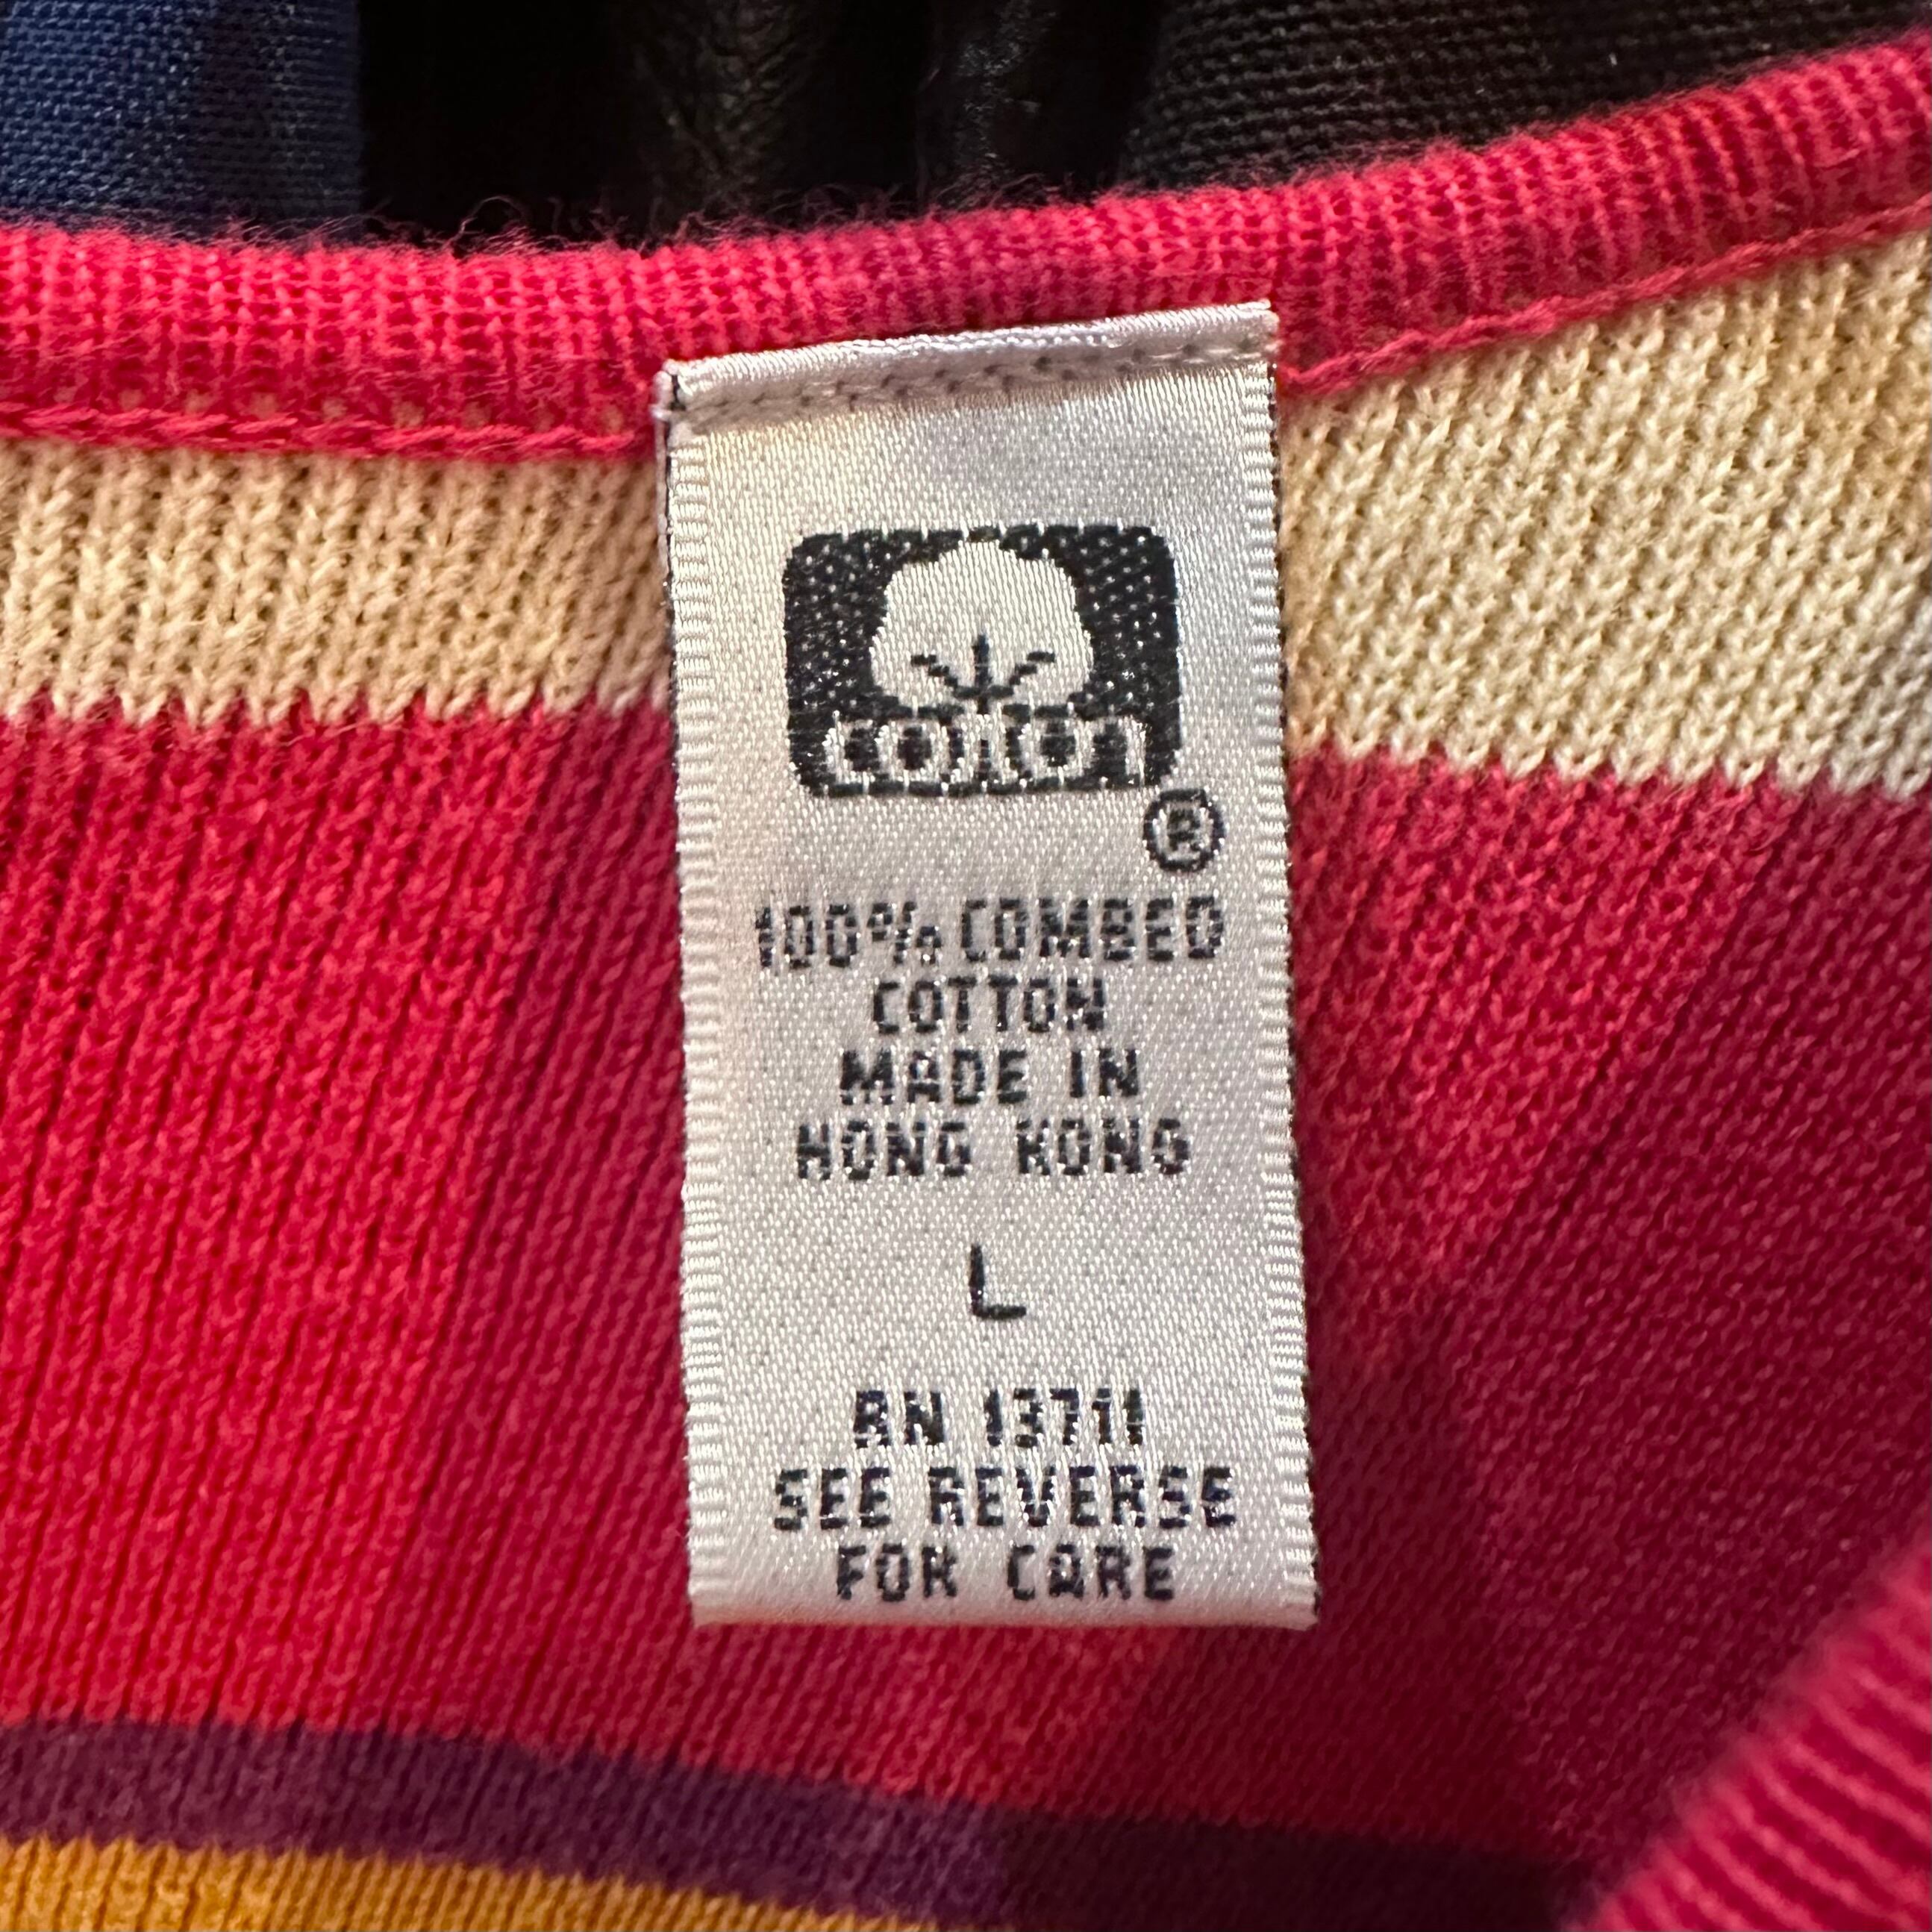 cotton
®
100% COMBED
COTTON
MADE IN
HONG KONG
L
RN 13711
SEE REVERSE
FOR CARE